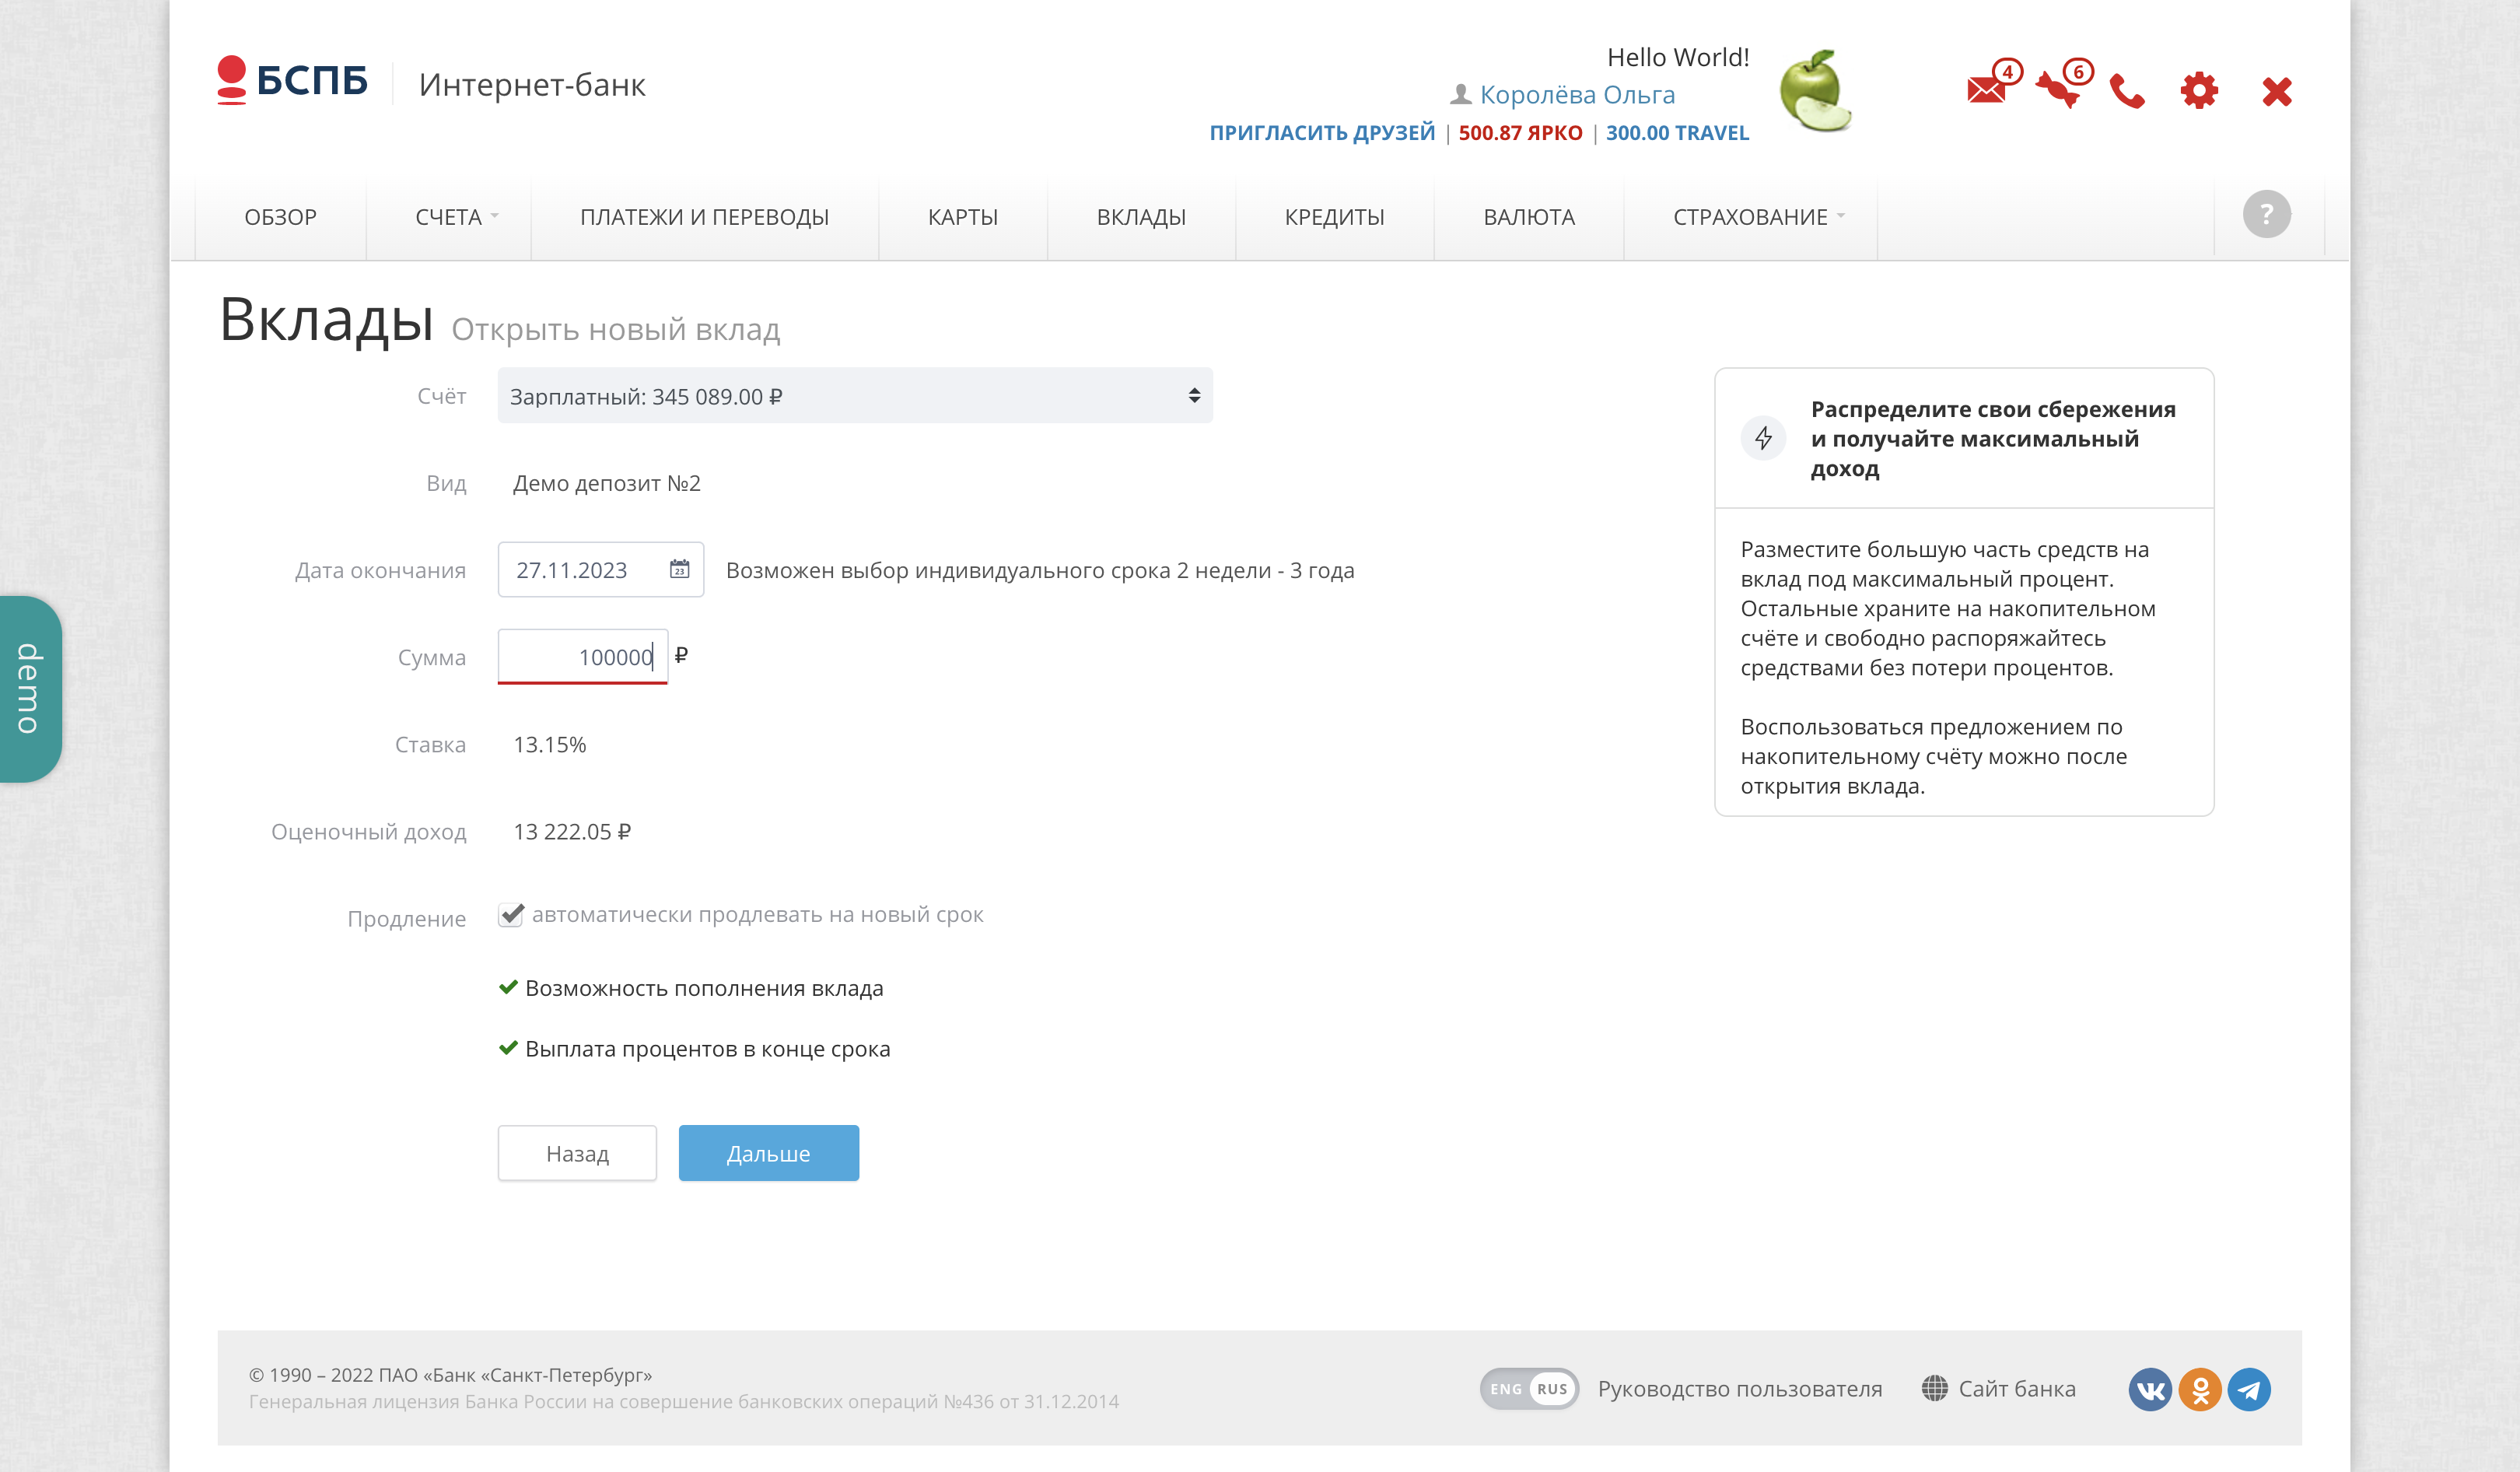 БСПБ
Интернет-банк
Hello World!
Королёва Ольга
ПРИГЛАСИТЬ ДРУЗЕЙ | 500.87 ЯРКО | 300.00 TRAVEL
4
6
ОБЗОР
СЧЕТА
ПЛАТЕЖИ И ПЕРЕВОДЫ
КАРТЫ
ВКЛАДЫ
КРЕДИТЫ
ВАЛЮТА
СТРАХОВАНИЕ
?
Вклады Открыть новый вклад
Счёт
Зарплатный: 345 089.00 ₽
Вид
Демо депозит №2
Дата окончания
27.11.2023
23
Возможен выбор индивидуального срока 2 недели - 3 года
Сумма
100000 ₽
Ставка
13.15%
Оценочный доход
13 222.05 ₽
Продление
автоматически продлевать на новый срок
Возможность пополнения вклада
Выплата процентов в конце срока
Назад
Дальше
Распределите свои сбережения
и получайте максимальный
доход
Разместите большую часть средств на
вклад под максимальный процент.
Остальные храните на накопительном
счёте и свободно распоряжайтесь
средствами без потери процентов.
Воспользоваться предложением по
накопительному счёту можно после
открытия вклада.
demo
© 1990 – 2022 ПАО «Банк «Санкт-Петербург»
Генеральная лицензия Банка России на совершение банковских операций №436 от 31.12.2014
ENG RUS
Руководство пользователя
Сайт банка